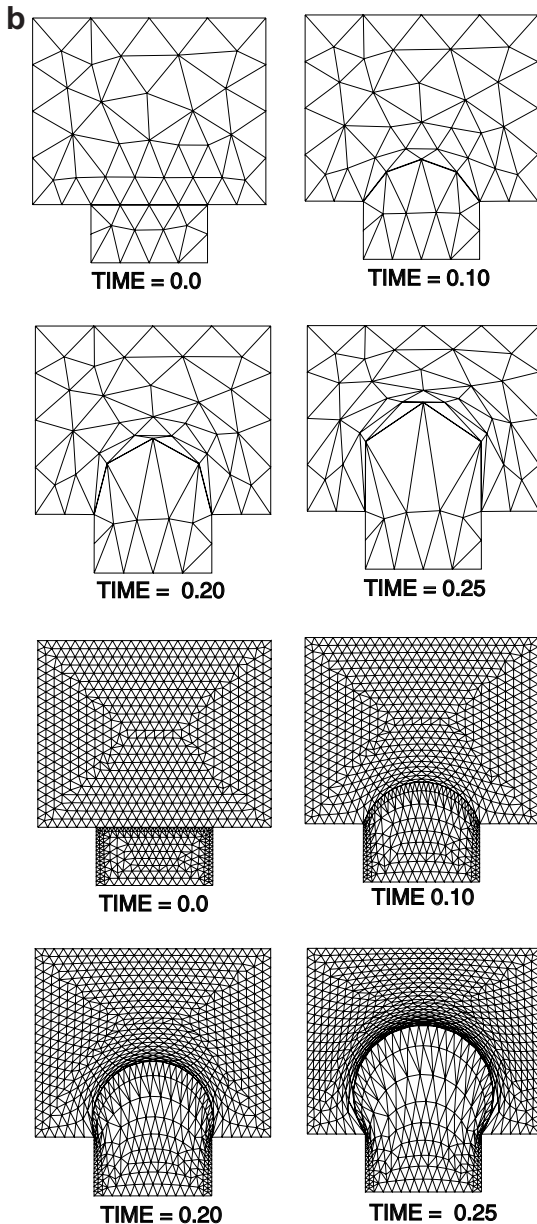 b
TIME = 0.0
TIME = 0.10
TIME = 0.20
TIME = 0.25
TIME = 0.0
TIME 0.10
TIME = 0.20
TIME = 0.25